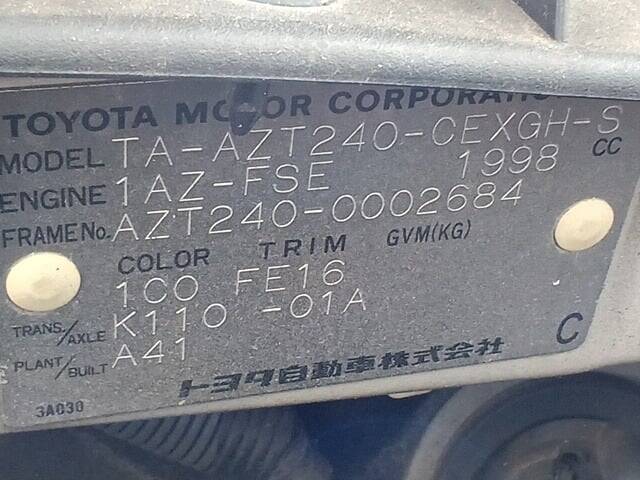 TOYOTA MOTOR CORPORATION
MODEL TA-AZT240-CEXGH-S
ENGINE 1AZ-FSE 1998 CC
FRAME No. AZT240-0002684
COLOR TRIM GVM(KG)
1C0 FE16
TRANS/AXLE K110 -01A
PLANT/BUILT A41 C
トヨタ自動車株式会社
3A030